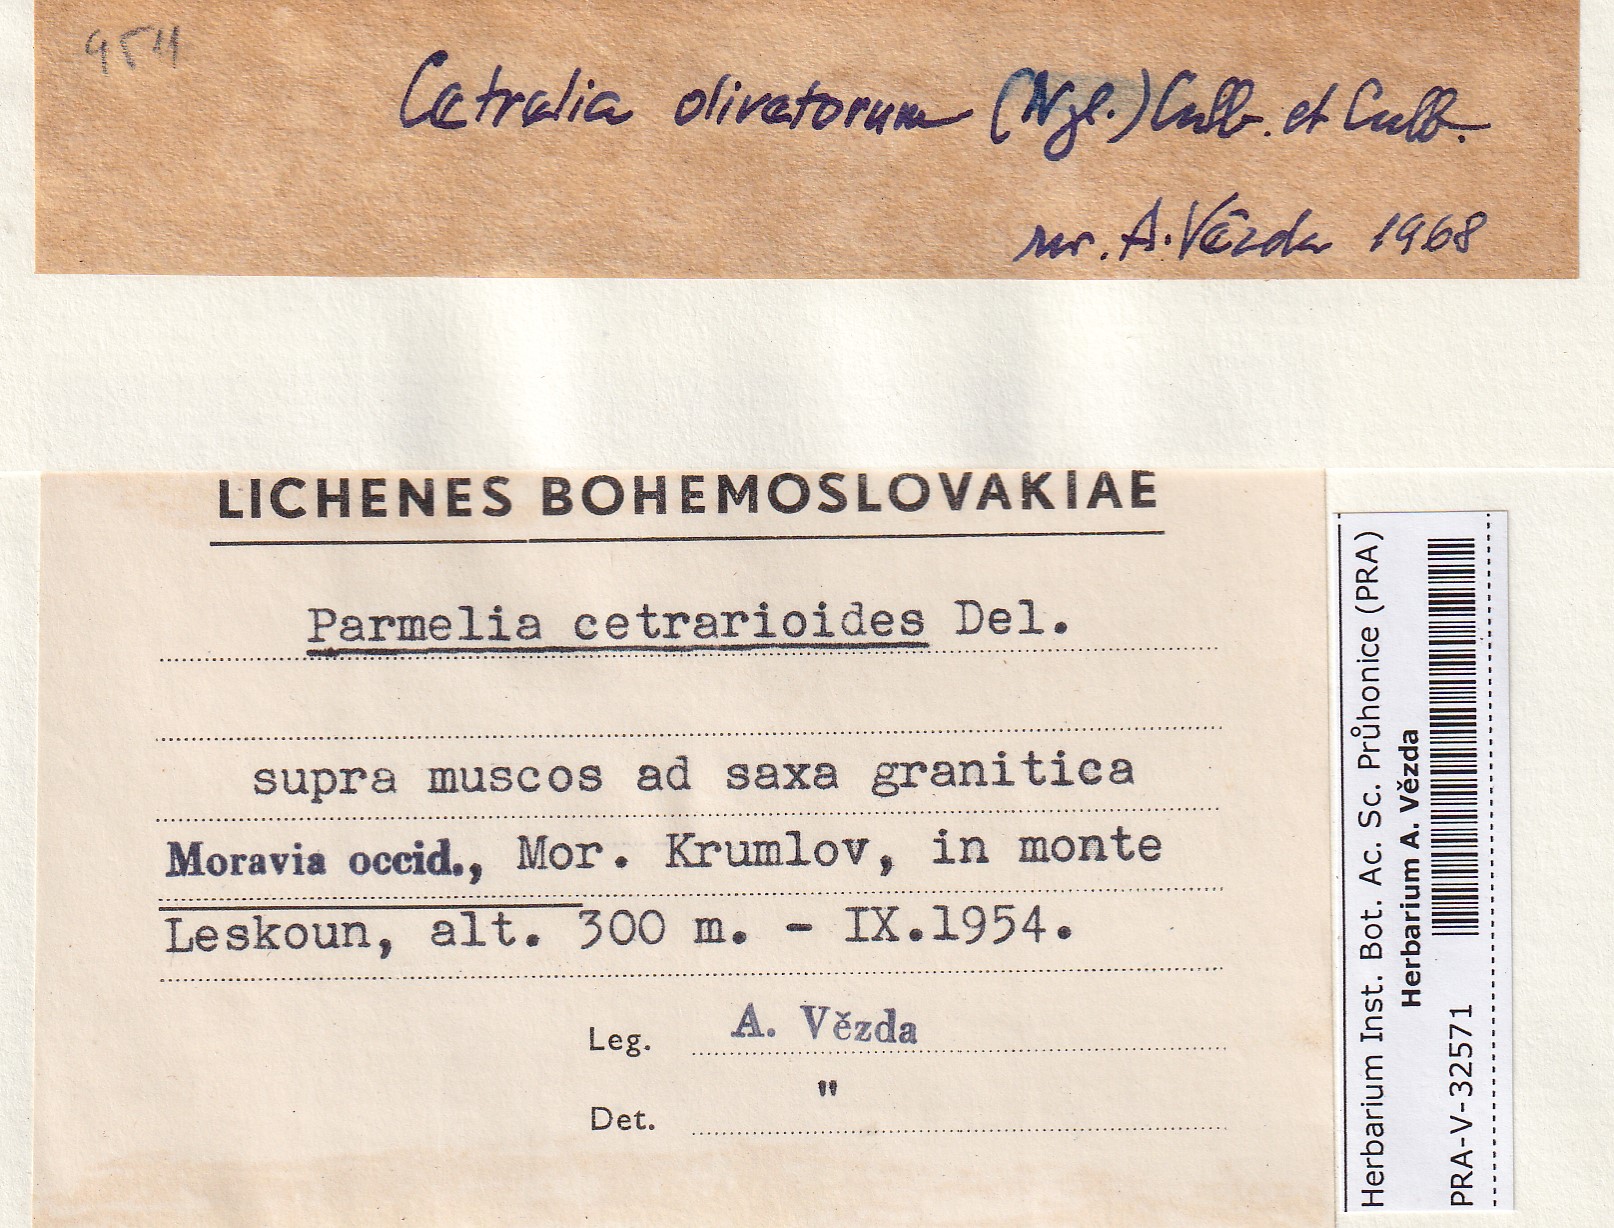 954
Cetralia olivetorum (Nyl.) Culb. et Culb.
rev. A. Vězda 1968
LICHENES BOHEMOSLOVAKIAE
Parmelia cetrarioides Del.
supra muscos ad saxa granitica
Moravia occid., Mor. Krumlov, in monte
Leskoun, alt. 300 m. - IX.1954.
Leg. A. Vězda
Det. "
Herbarium Inst. Bot. Ac. Sc. Průhonice (PRA)
Herbarium A. Vězda
PRA-V-32571